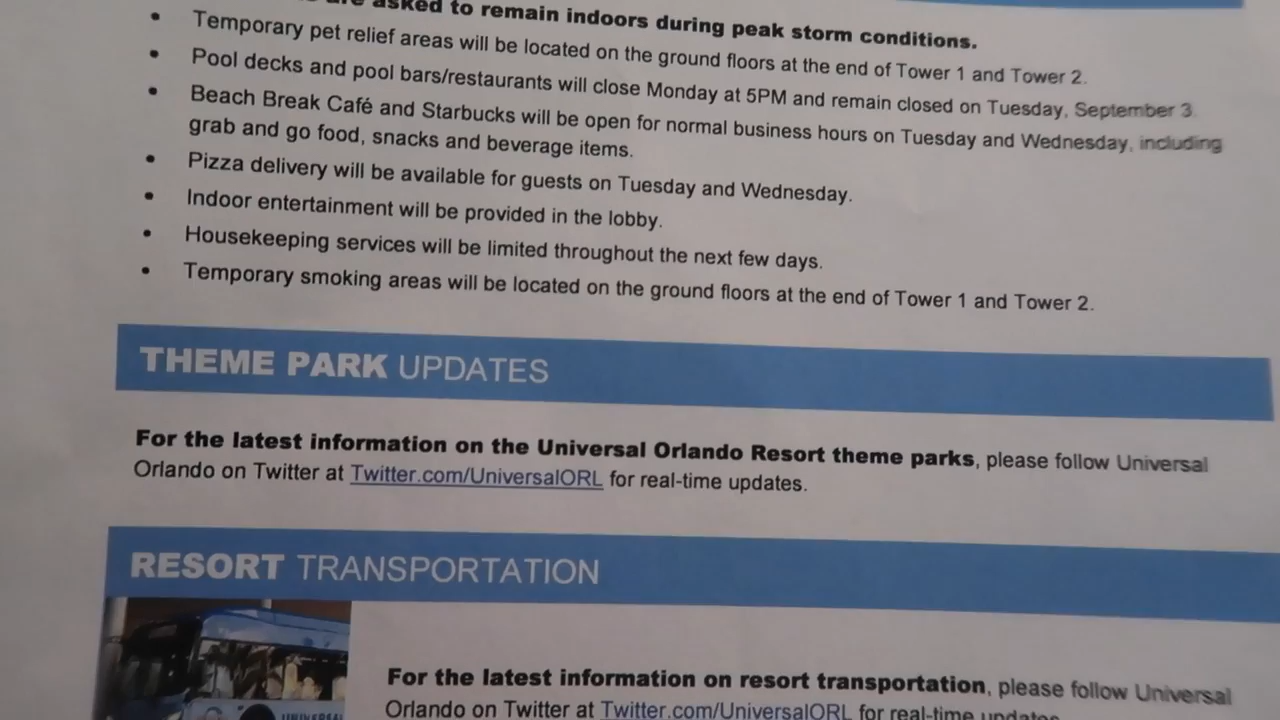 asked to remain indoors during peak storm conditions.
• Temporary pet relief areas will be located on the ground floors at the end of Tower 1 and Tower 2.
• Pool decks and pool bars/restaurants will close Monday at 5PM and remain closed on Tuesday, September 3.
• Beach Break Café and Starbucks will be open for normal business hours on Tuesday and Wednesday, including
grab and go food, snacks and beverage items.
• Pizza delivery will be available for guests on Tuesday and Wednesday.
• Indoor entertainment will be provided in the lobby.
• Housekeeping services will be limited throughout the next few days.
• Temporary smoking areas will be located on the ground floors at the end of Tower 1 and Tower 2.
THEME PARK UPDATES
For the latest information on the Universal Orlando Resort theme parks, please follow Universal
Orlando on Twitter at Twitter.com/UniversalORL for real-time updates.
RESORT TRANSPORTATION
UNIVERSAL
For the latest information on resort transportation, please follow Universal
Orlando on Twitter at Twitter.com/UniversalORL for real-time updates